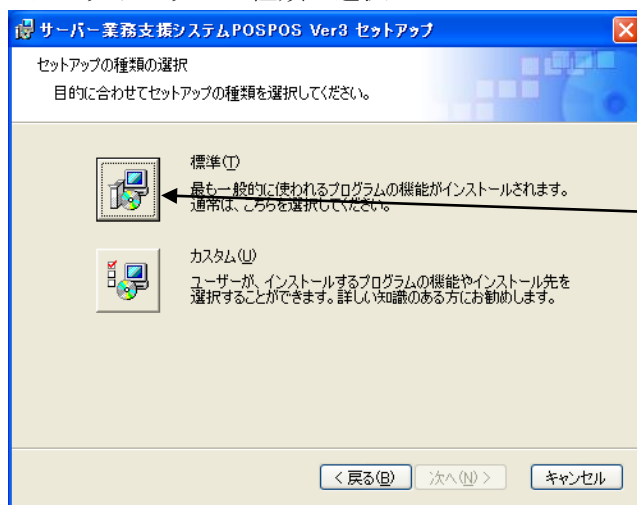 サーバー業務支援システムPOSPOS Ver3 セットアップ
セットアップの種類の選択
目的に合わせてセットアップの種類を選択してください。
標準(T)
最も一般的に使われるプログラムの機能がインストールされます。
通常は、こちらを選択してください。
カスタム(U)
ユーザーが、インストールするプログラムの機能やインストール先を
選択することができます。詳しい知識のある方にお勧めします。
< 戻る(B)
次へ(N) >
キャンセル